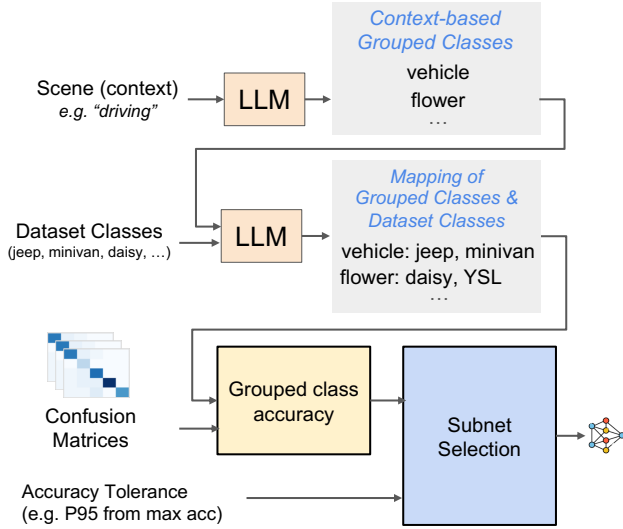 Context-based
Grouped Classes
vehicle
flower
...
Scene (context)
e.g. “driving”
LLM
Mapping of
Grouped Classes &
Dataset Classes
vehicle: jeep, minivan
flower: daisy, YSL
...
Dataset Classes
(jeep, minivan, daisy, ...)
LLM
Confusion
Matrices
Grouped class
accuracy
Subnet
Selection
Accuracy Tolerance
(e.g. P95 from max acc)